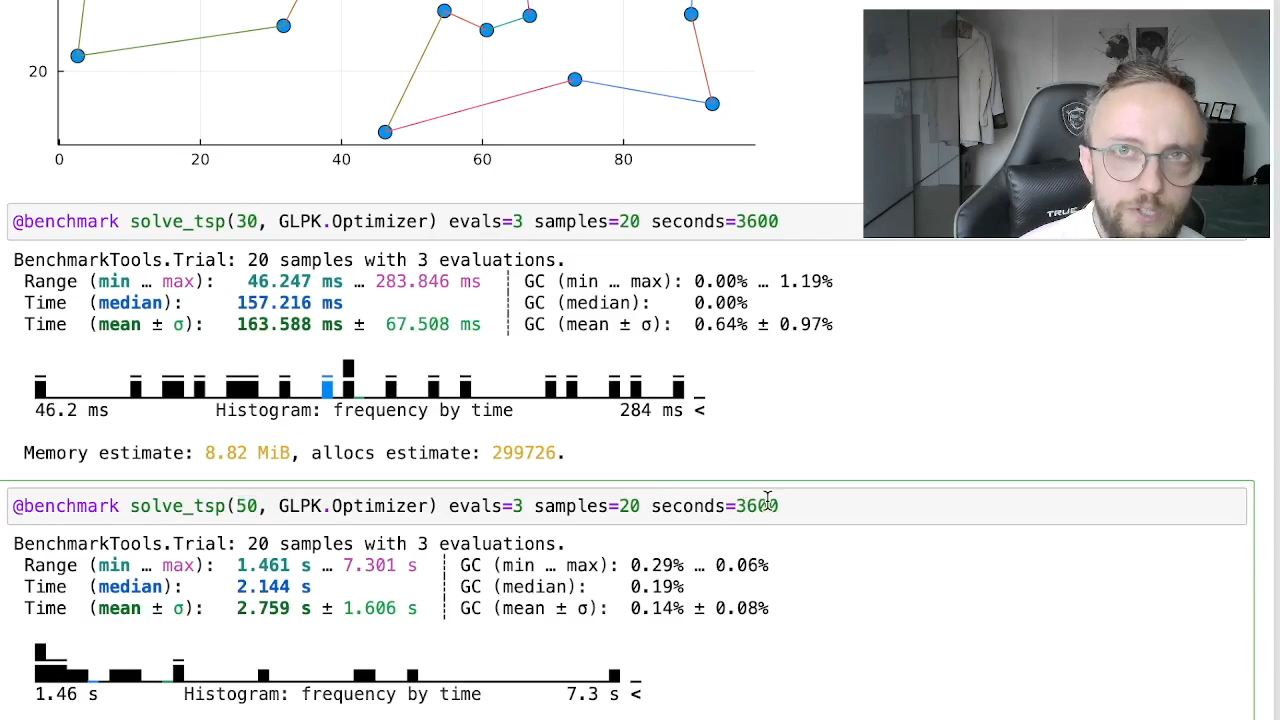 20
0 20 40 60 80
TRUE
@benchmark solve_tsp(30, GLPK.Optimizer) evals=3 samples=20 seconds=3600
BenchmarkTools.Trial: 20 samples with 3 evaluations.
Range (min … max): 46.247 ms … 283.846 ms ┊ GC (min … max): 0.00% … 1.19%
Time (median): 157.216 ms ┊ GC (median): 0.00%
Time (mean ± σ): 163.588 ms ± 67.508 ms ┊ GC (mean ± σ): 0.64% ± 0.97%
46.2 ms Histogram: frequency by time 284 ms <
Memory estimate: 8.82 MiB, allocs estimate: 299726.
@benchmark solve_tsp(50, GLPK.Optimizer) evals=3 samples=20 seconds=3600
BenchmarkTools.Trial: 20 samples with 3 evaluations.
Range (min … max): 1.461 s … 7.301 s ┊ GC (min … max): 0.29% … 0.06%
Time (median): 2.144 s ┊ GC (median): 0.19%
Time (mean ± σ): 2.759 s ± 1.606 s ┊ GC (mean ± σ): 0.14% ± 0.08%
1.46 s Histogram: frequency by time 7.3 s <